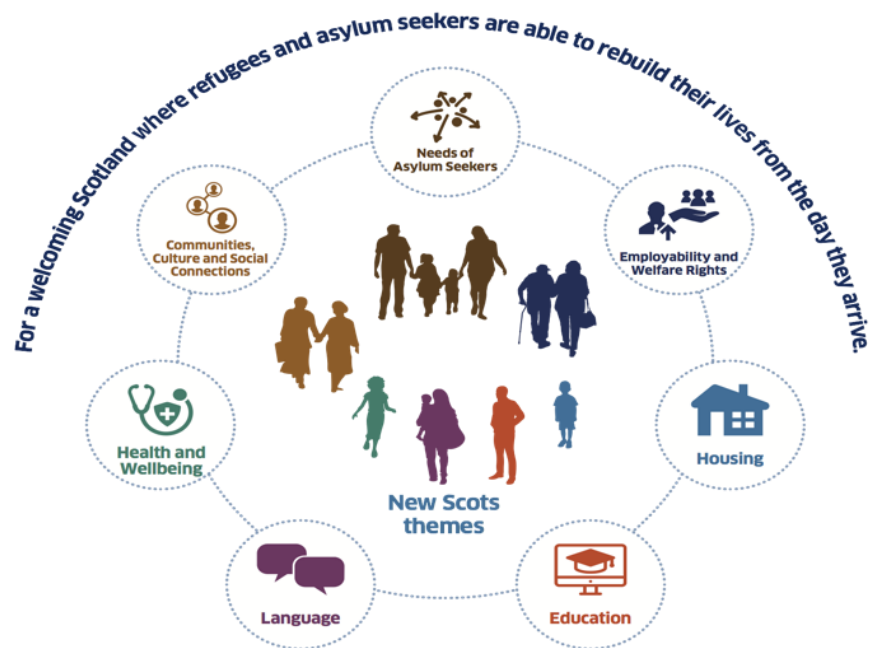 For a welcoming Scotland where refugees and asylum seekers are able to rebuild their lives from the day they arrive.
Needs of
Asylum Seekers
Communities,
Culture and Social
Connections
Employability and
Welfare Rights
Health and
Wellbeing
Housing
New Scots
themes
Language
Education